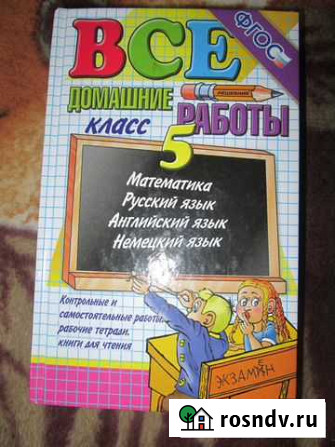 ВСЕ
ФГОС
ДОМАШНИЕ
РАБОТЫ
КЛАСС
5
Математика
Русский язык
Английский язык
Немецкий язык
Контрольные и
самостоятельные работы,
рабочие тетради,
книги для чтения
ЭКЗАМЕН
rosndv.ru